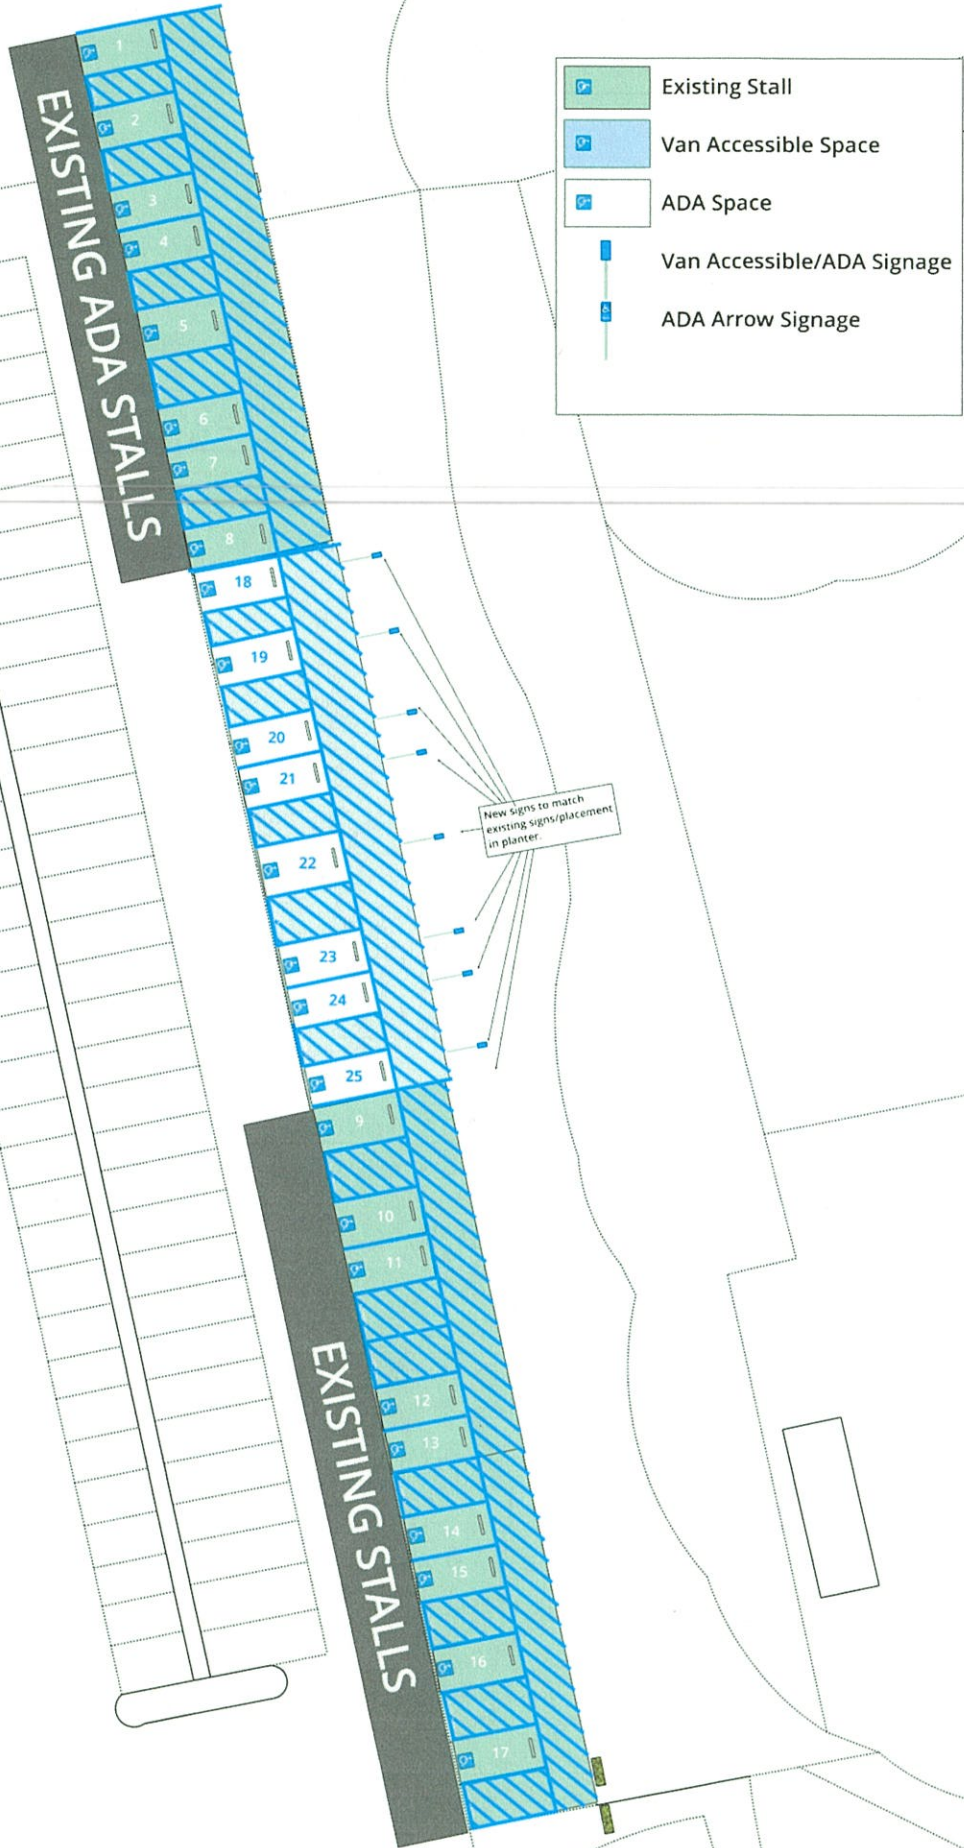 Existing Stall
Van Accessible Space
ADA Space
Van Accessible/ADA Signage
ADA Arrow Signage
EXISTING ADA STALLS
1
2
3
4
5
6
7
8
18
19
20
21
22
23
24
25
New signs to match
existing signs/placement
in planter.
EXISTING STALLS
9
10
11
12
13
14
15
16
17